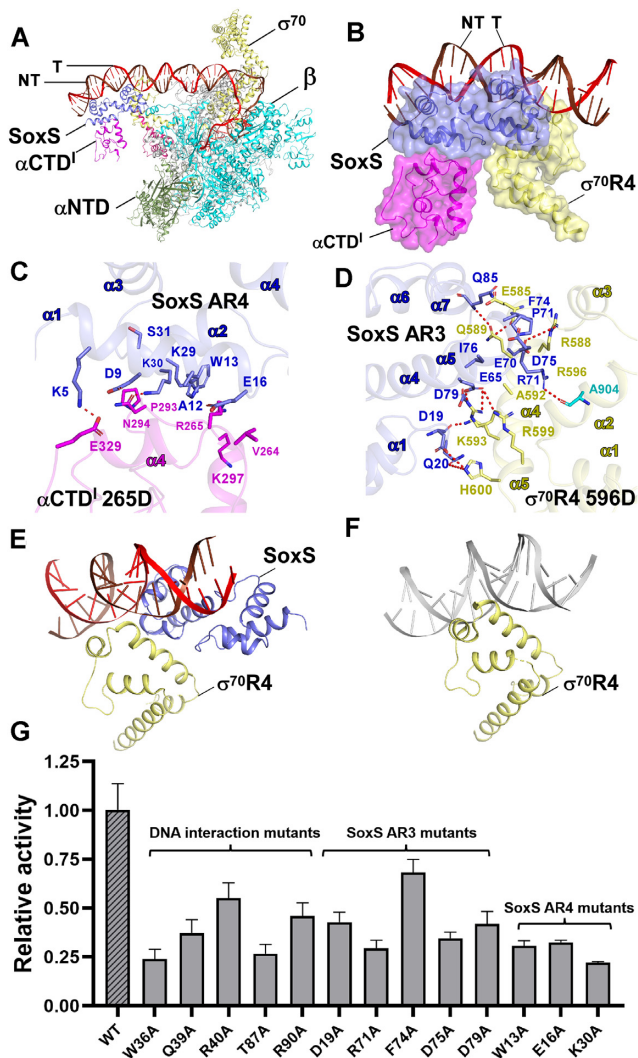 A
σ70
T
NT
β
SoxS
αCTDI
αNTD
B
NT T
SoxS
σ70R4
αCTDI
C
α3
α4
SoxS AR4
α1
α2
S31
K29
K30
W13
D9
K5
E16
A12
P293
N294
R265
E329
α4
V264
K297
αCTDI 265D
D
Q85
E585
α6
α7
F74
P71
α3
SoxS AR3
Q589
R588
I76
D75
α5
E70
R596
α4
E65
R71
A592
A904
D79
D19
α4
α2
K593
R599
α1
α1
Q20
H600
α5
σ70R4 596D
E
SoxS
σ70R4
F
σ70R4
G
Relative activity
1.25
1.00
0.75
0.50
0.25
0.00
DNA interaction mutants
SoxS AR3 mutants
SoxS AR4 mutants
WT
W36A
Q39A
R40A
T87A
R90A
D19A
R71A
F74A
D75A
D79A
W13A
E16A
K30A